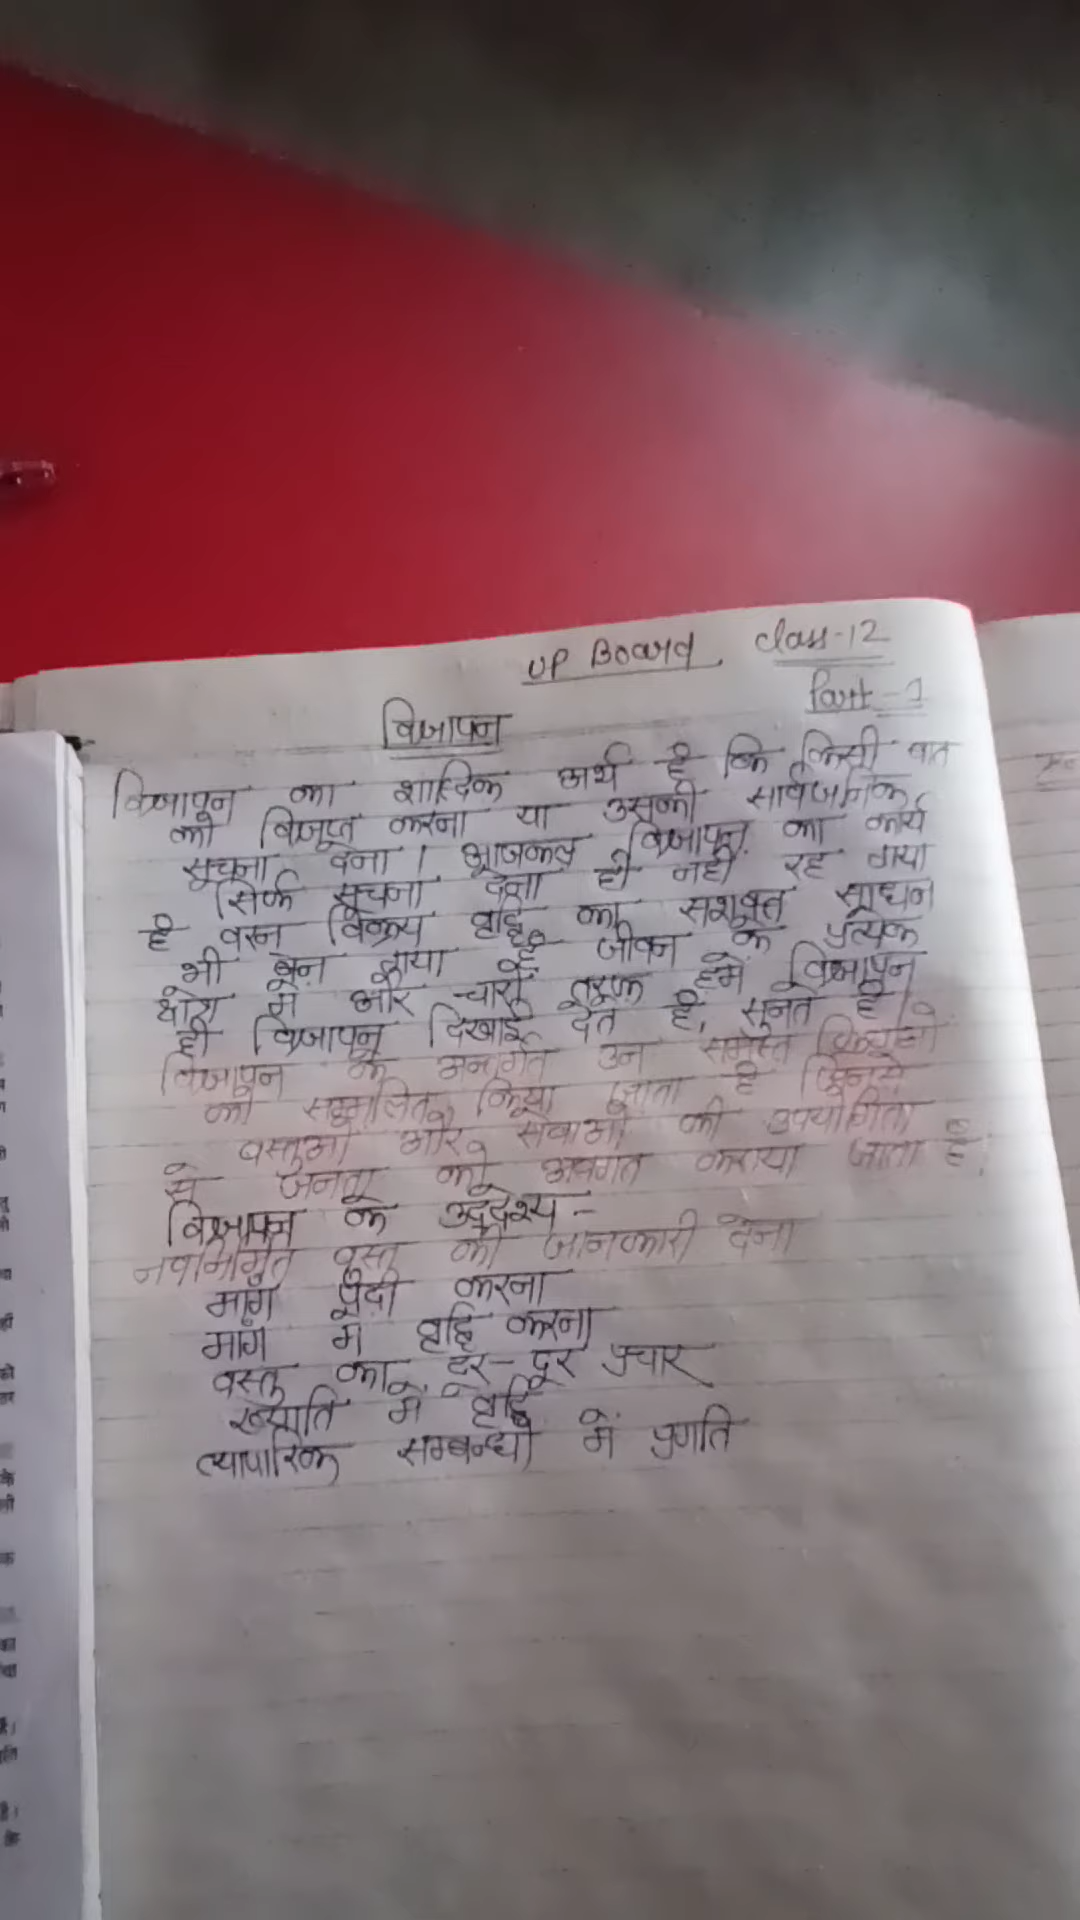 UP Board Class-12
Part-1
विज्ञापन
विज्ञापन का शाब्दिक अर्थ है कि किसी बात
को विज्ञप्त करना या उसकी सार्वजनिक
सूचना देना। आजकल विज्ञापन का कार्य
सिर्फ सूचना देना ही नहीं रह गया
है वरन विक्रय वृद्धि का सशक्त साधन
भी बन गया है जीवन के प्रत्येक
क्षेत्र में और चारों तरफ हमें विज्ञापन
ही विज्ञापन दिखाई देते हैं, सुनते हैं।
विज्ञापन के अन्तर्गत उन समस्त क्रियाओं
को सम्मलित किया जाता है जिनसे
वस्तुओं और सेवाओं की उपयोगिता
से जनता को अवगत कराया जाता है।
विज्ञापन के उद्देश्य -
नवनिर्मित वस्तु की जानकारी देना
माँग पैदा करना
माँग में वृद्धि करना
वस्तु का दूर-दूर प्रचार
ख्याति में वृद्धि
व्यापारिक सम्बन्धों में प्रगति